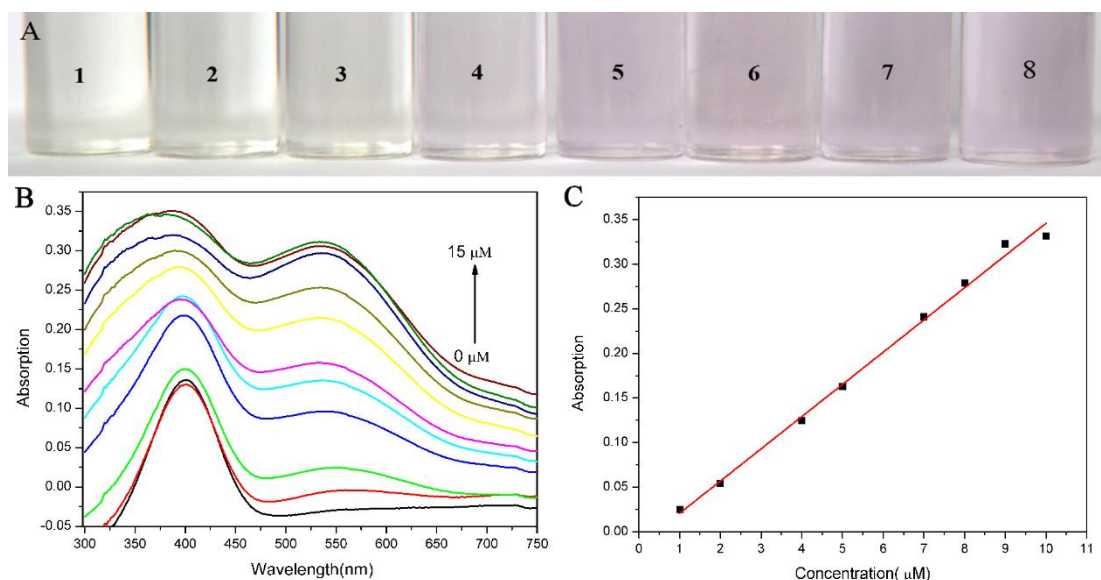 A
1 2 3 4 5 6 7 8
B
0.35
0.30
0.25
0.20
0.15
0.10
0.05
0.00
-0.05
Absorption
15 μM
0 μM
300 350 400 450 500 550 600 650 700 750
Wavelength(nm)
C
0.35
0.30
0.25
0.20
0.15
0.10
0.05
0.00
Absorption
0 1 2 3 4 5 6 7 8 9 10 11
Concentration( μM)